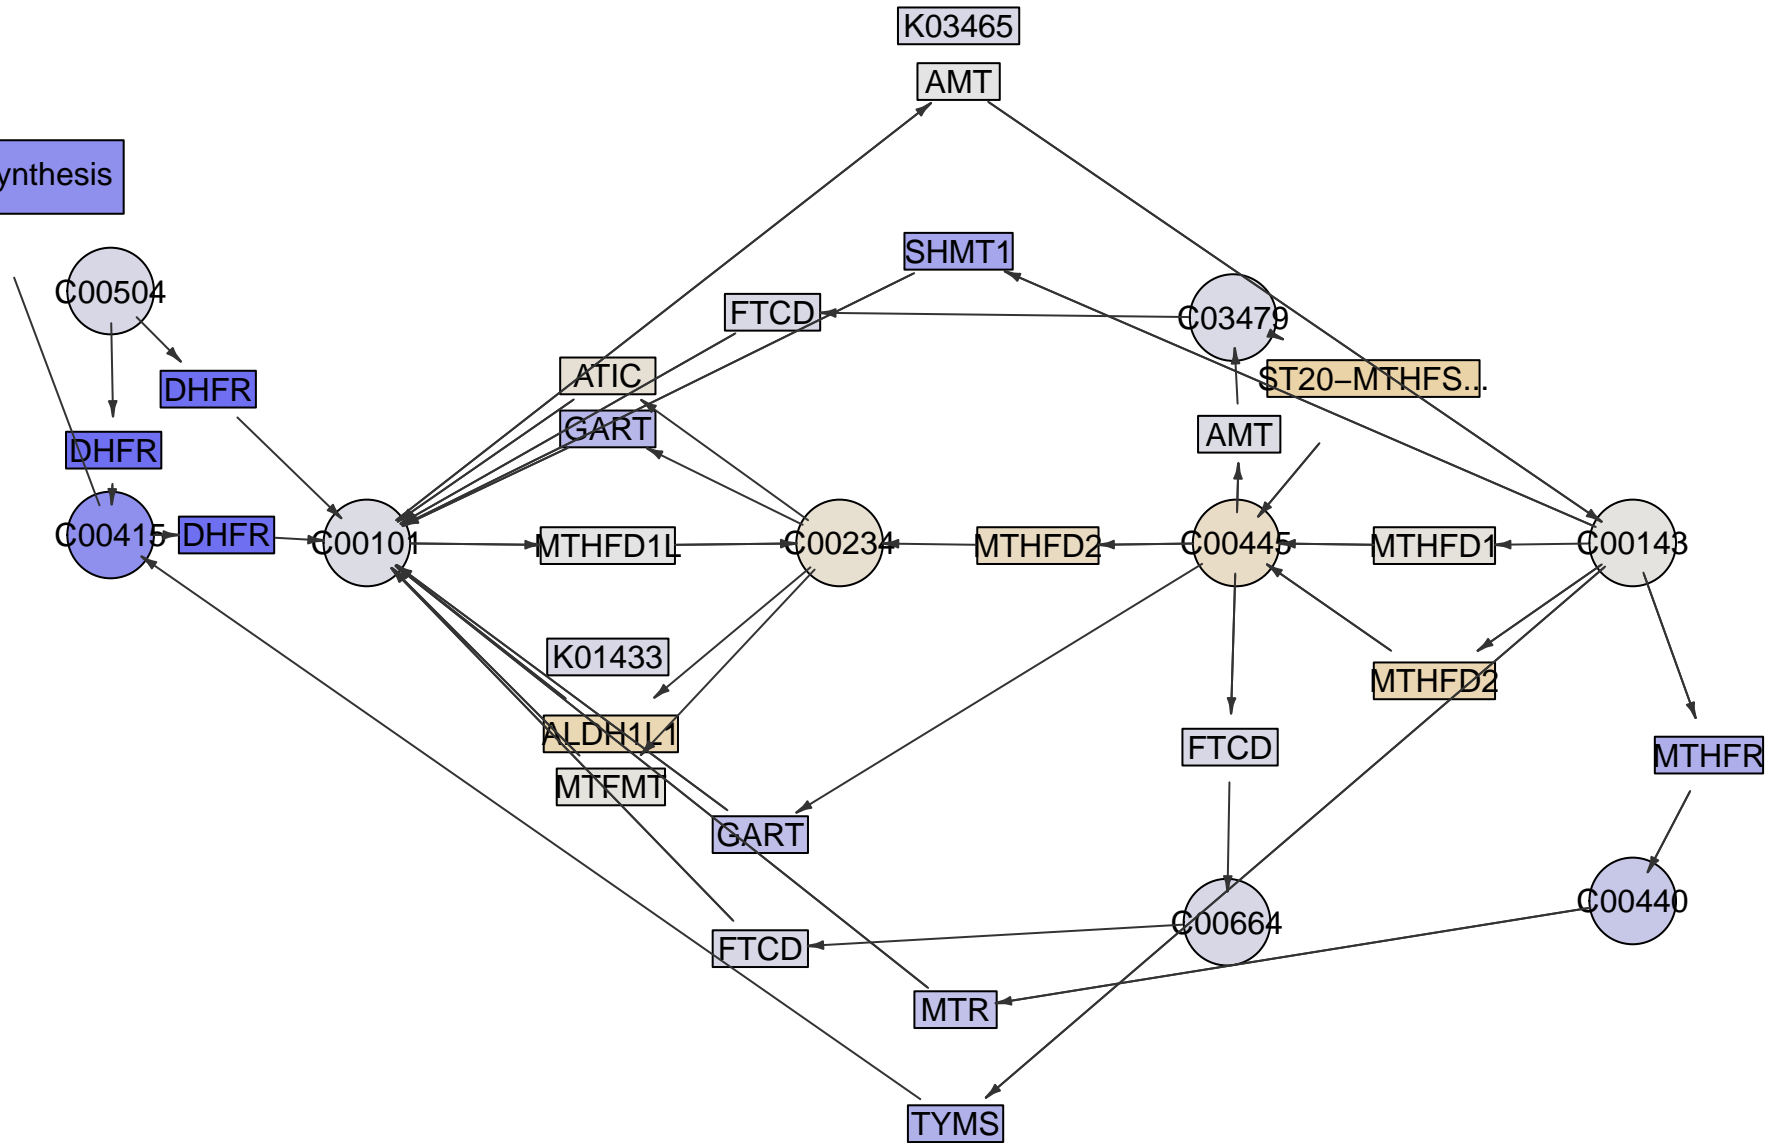 K03465
AMT
ynthesis
SHMT1
C00504
FTCD
C03479
ATIC
ST20−MTHFS...
DHFR
GART
AMT
DHFR
C00415
DHFR
C00101
MTHFD1L
C00234
MTHFD2
C00445
MTHFD1
C00143
K01433
MTHFD2
ALDH1L1
FTCD
MTHFR
MTFMT
GART
C00440
C00664
FTCD
MTR
TYMS